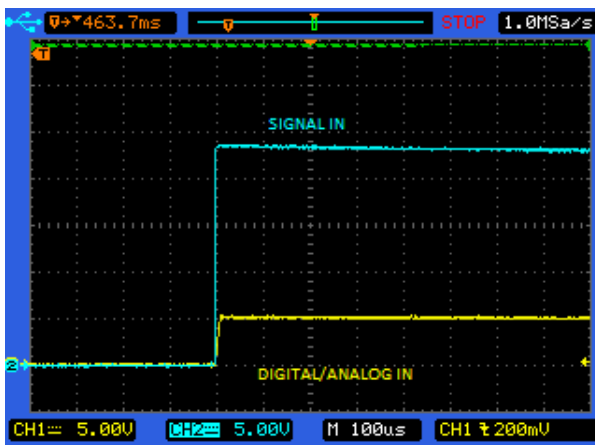 463.7ms T STOP 1.0MSa/s
T
SIGNAL IN
2
DIGITAL/ANALOG IN
CH1 5.00V CH2 5.00V M 100us CH1 200mV